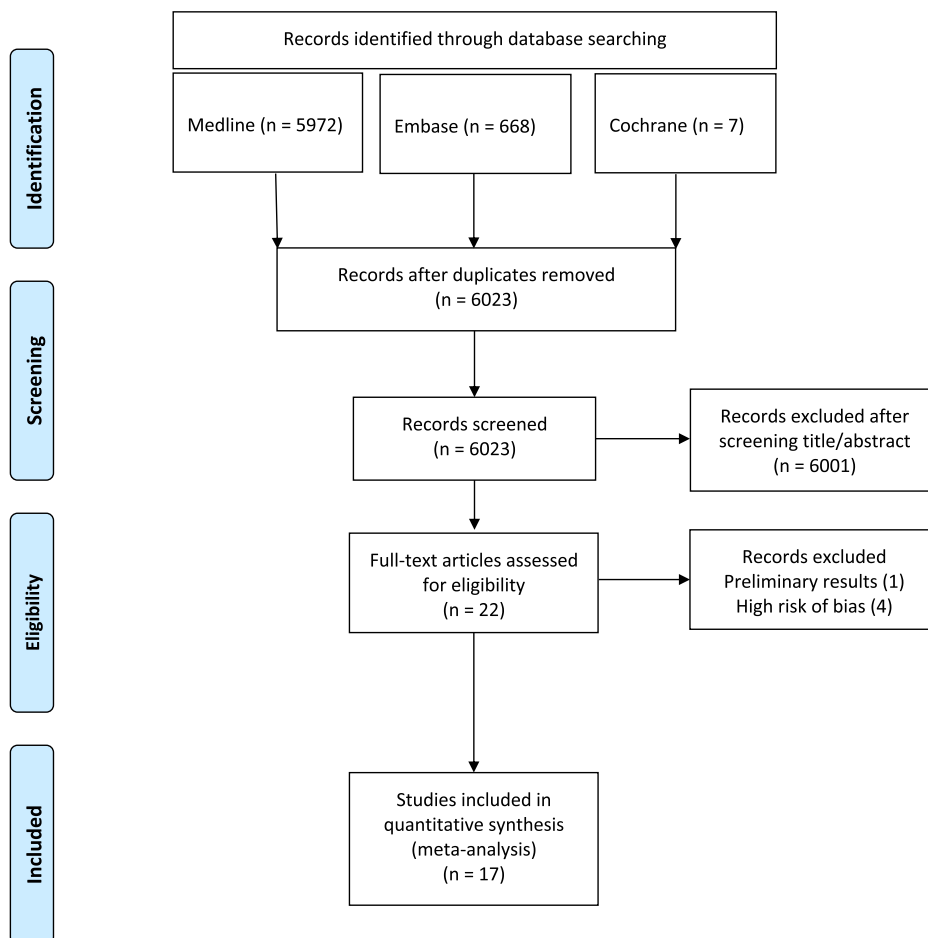 Records identified through database searching
Identification
Medline (n = 5972)
Embase (n = 668)
Cochrane (n = 7)
Records after duplicates removed
(n = 6023)
Screening
Records screened
(n = 6023)
Records excluded after
screening title/abstract
(n = 6001)
Eligibility
Full-text articles assessed
for eligibility
(n = 22)
Records excluded
Preliminary results (1)
High risk of bias (4)
Included
Studies included in
quantitative synthesis
(meta-analysis)
(n = 17)